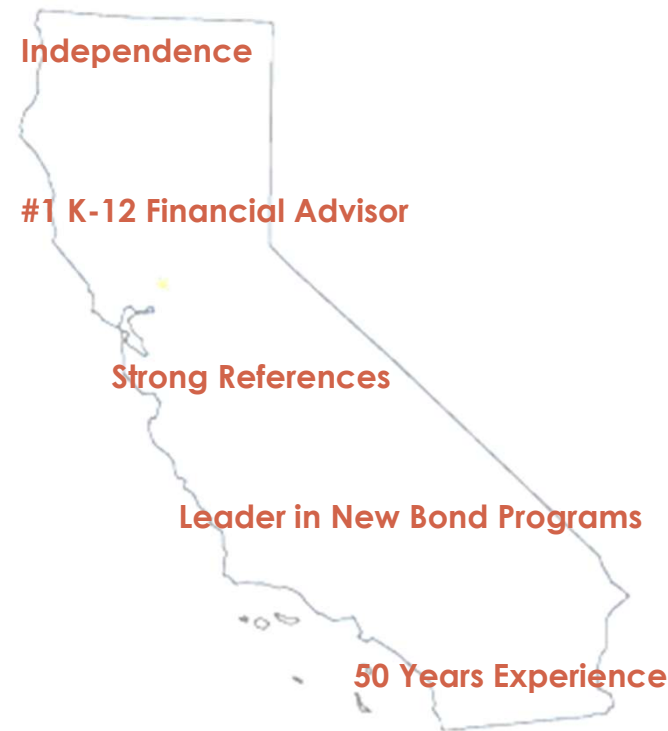 Independence
#1 K-12 Financial Advisor
Strong References
Leader in New Bond Programs
50 Years Experience